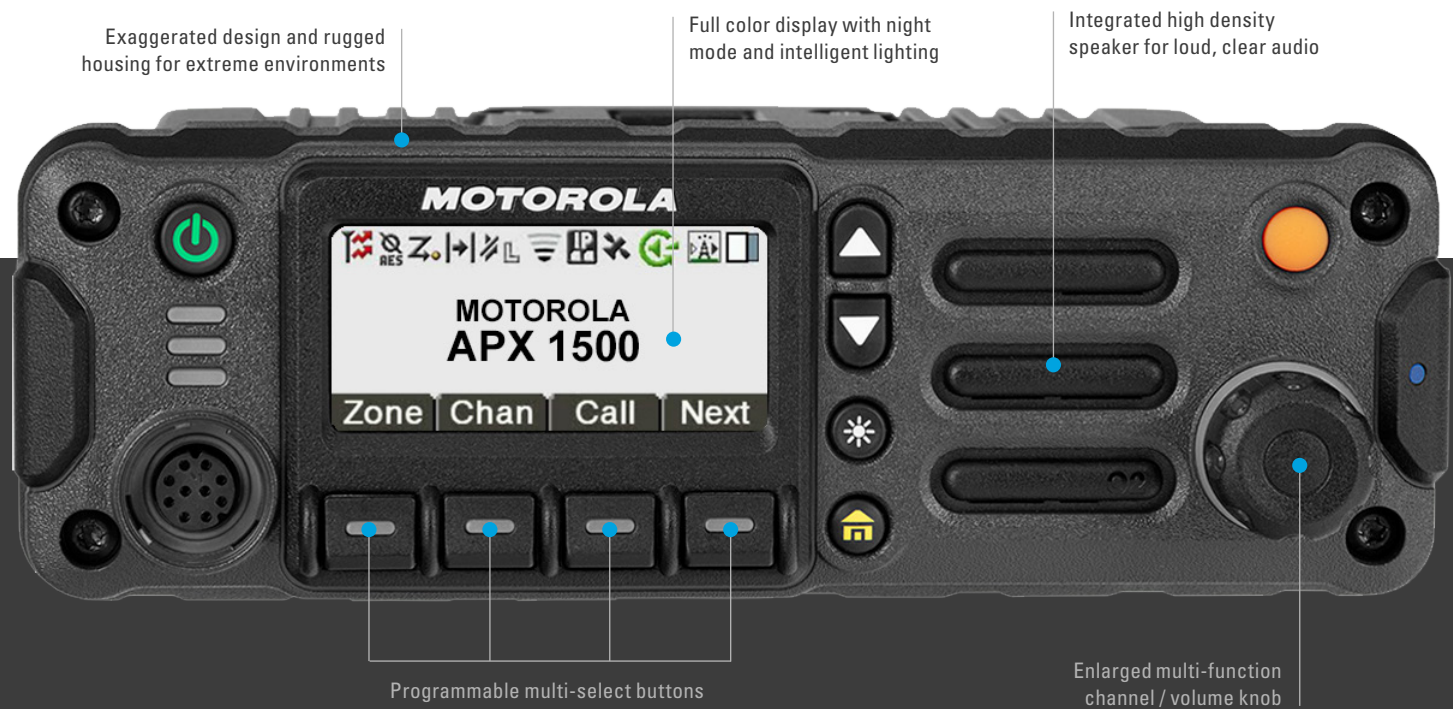 Exaggerated design and rugged
housing for extreme environments
Full color display with night
mode and intelligent lighting
Integrated high density
speaker for loud, clear audio
MOTOROLA
AES
L
IP
MOTOROLA
APX 1500
Zone Chan Call Next
Programmable multi-select buttons
Enlarged multi-function
channel / volume knob